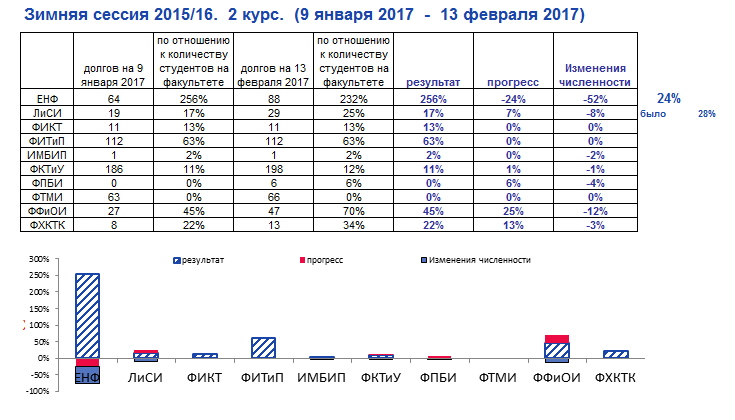 Зимняя сессия 2015/16. 2 курс. (9 января 2017 - 13 февраля 2017)
долгов на 9 января 2017 по отношению к количеству студентов на факультете долгов на 13 февраля 2017 по отношению к количеству студентов на факультете результат прогресс Изменения численности
ЕНФ 64 256% 88 232% 256% -24% -52% 24%
ЛиСИ 19 17% 29 25% 17% 7% -8% было 28%
ФИКТ 11 13% 11 13% 13% 0% 0%
ФИТиП 112 63% 112 63% 63% 0% 0%
ИМБИП 1 2% 1 2% 2% 0% -2%
ФКТиУ 186 11% 198 12% 11% 1% -1%
ФПБИ 0 0% 6 6% 0% 6% -4%
ФТМИ 63 0% 66 0% 0% 0% 0%
ФФиОИ 27 45% 47 70% 45% 25% -12%
ФХКТК 8 22% 13 34% 22% 13% -3%
результат прогресс Изменения численности
300%
250%
200%
150%
100%
50%
0%
-50%
-100%
ЕНФ ЛиСИ ФИКТ ФИТиП ИМБИП ФКТиУ ФПБИ ФТМИ ФФиОИ ФХКТК